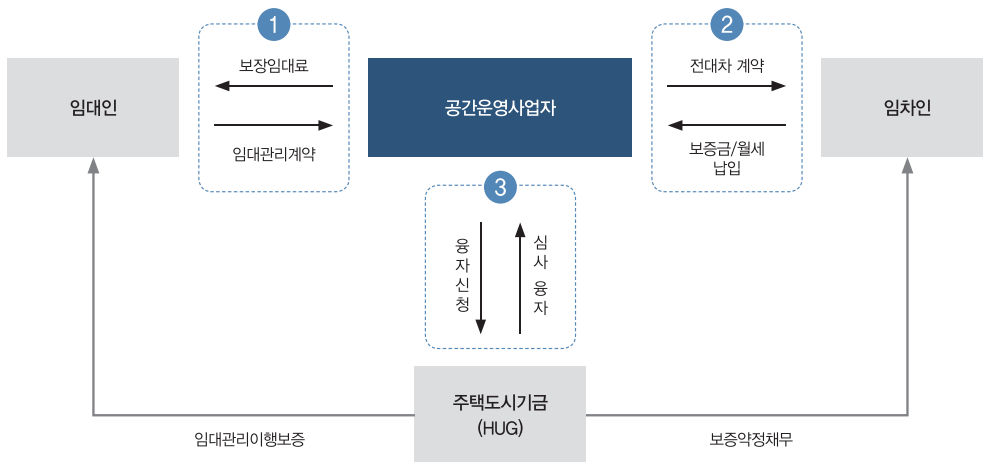 1
보장임대료
임대관리계약
2
전대차 계약
보증금/월세
납입
임대인
공간운영사업자
임차인
3
융자신청
심사 융자
주택도시기금
(HUG)
임대관리이행보증
보증약정채무